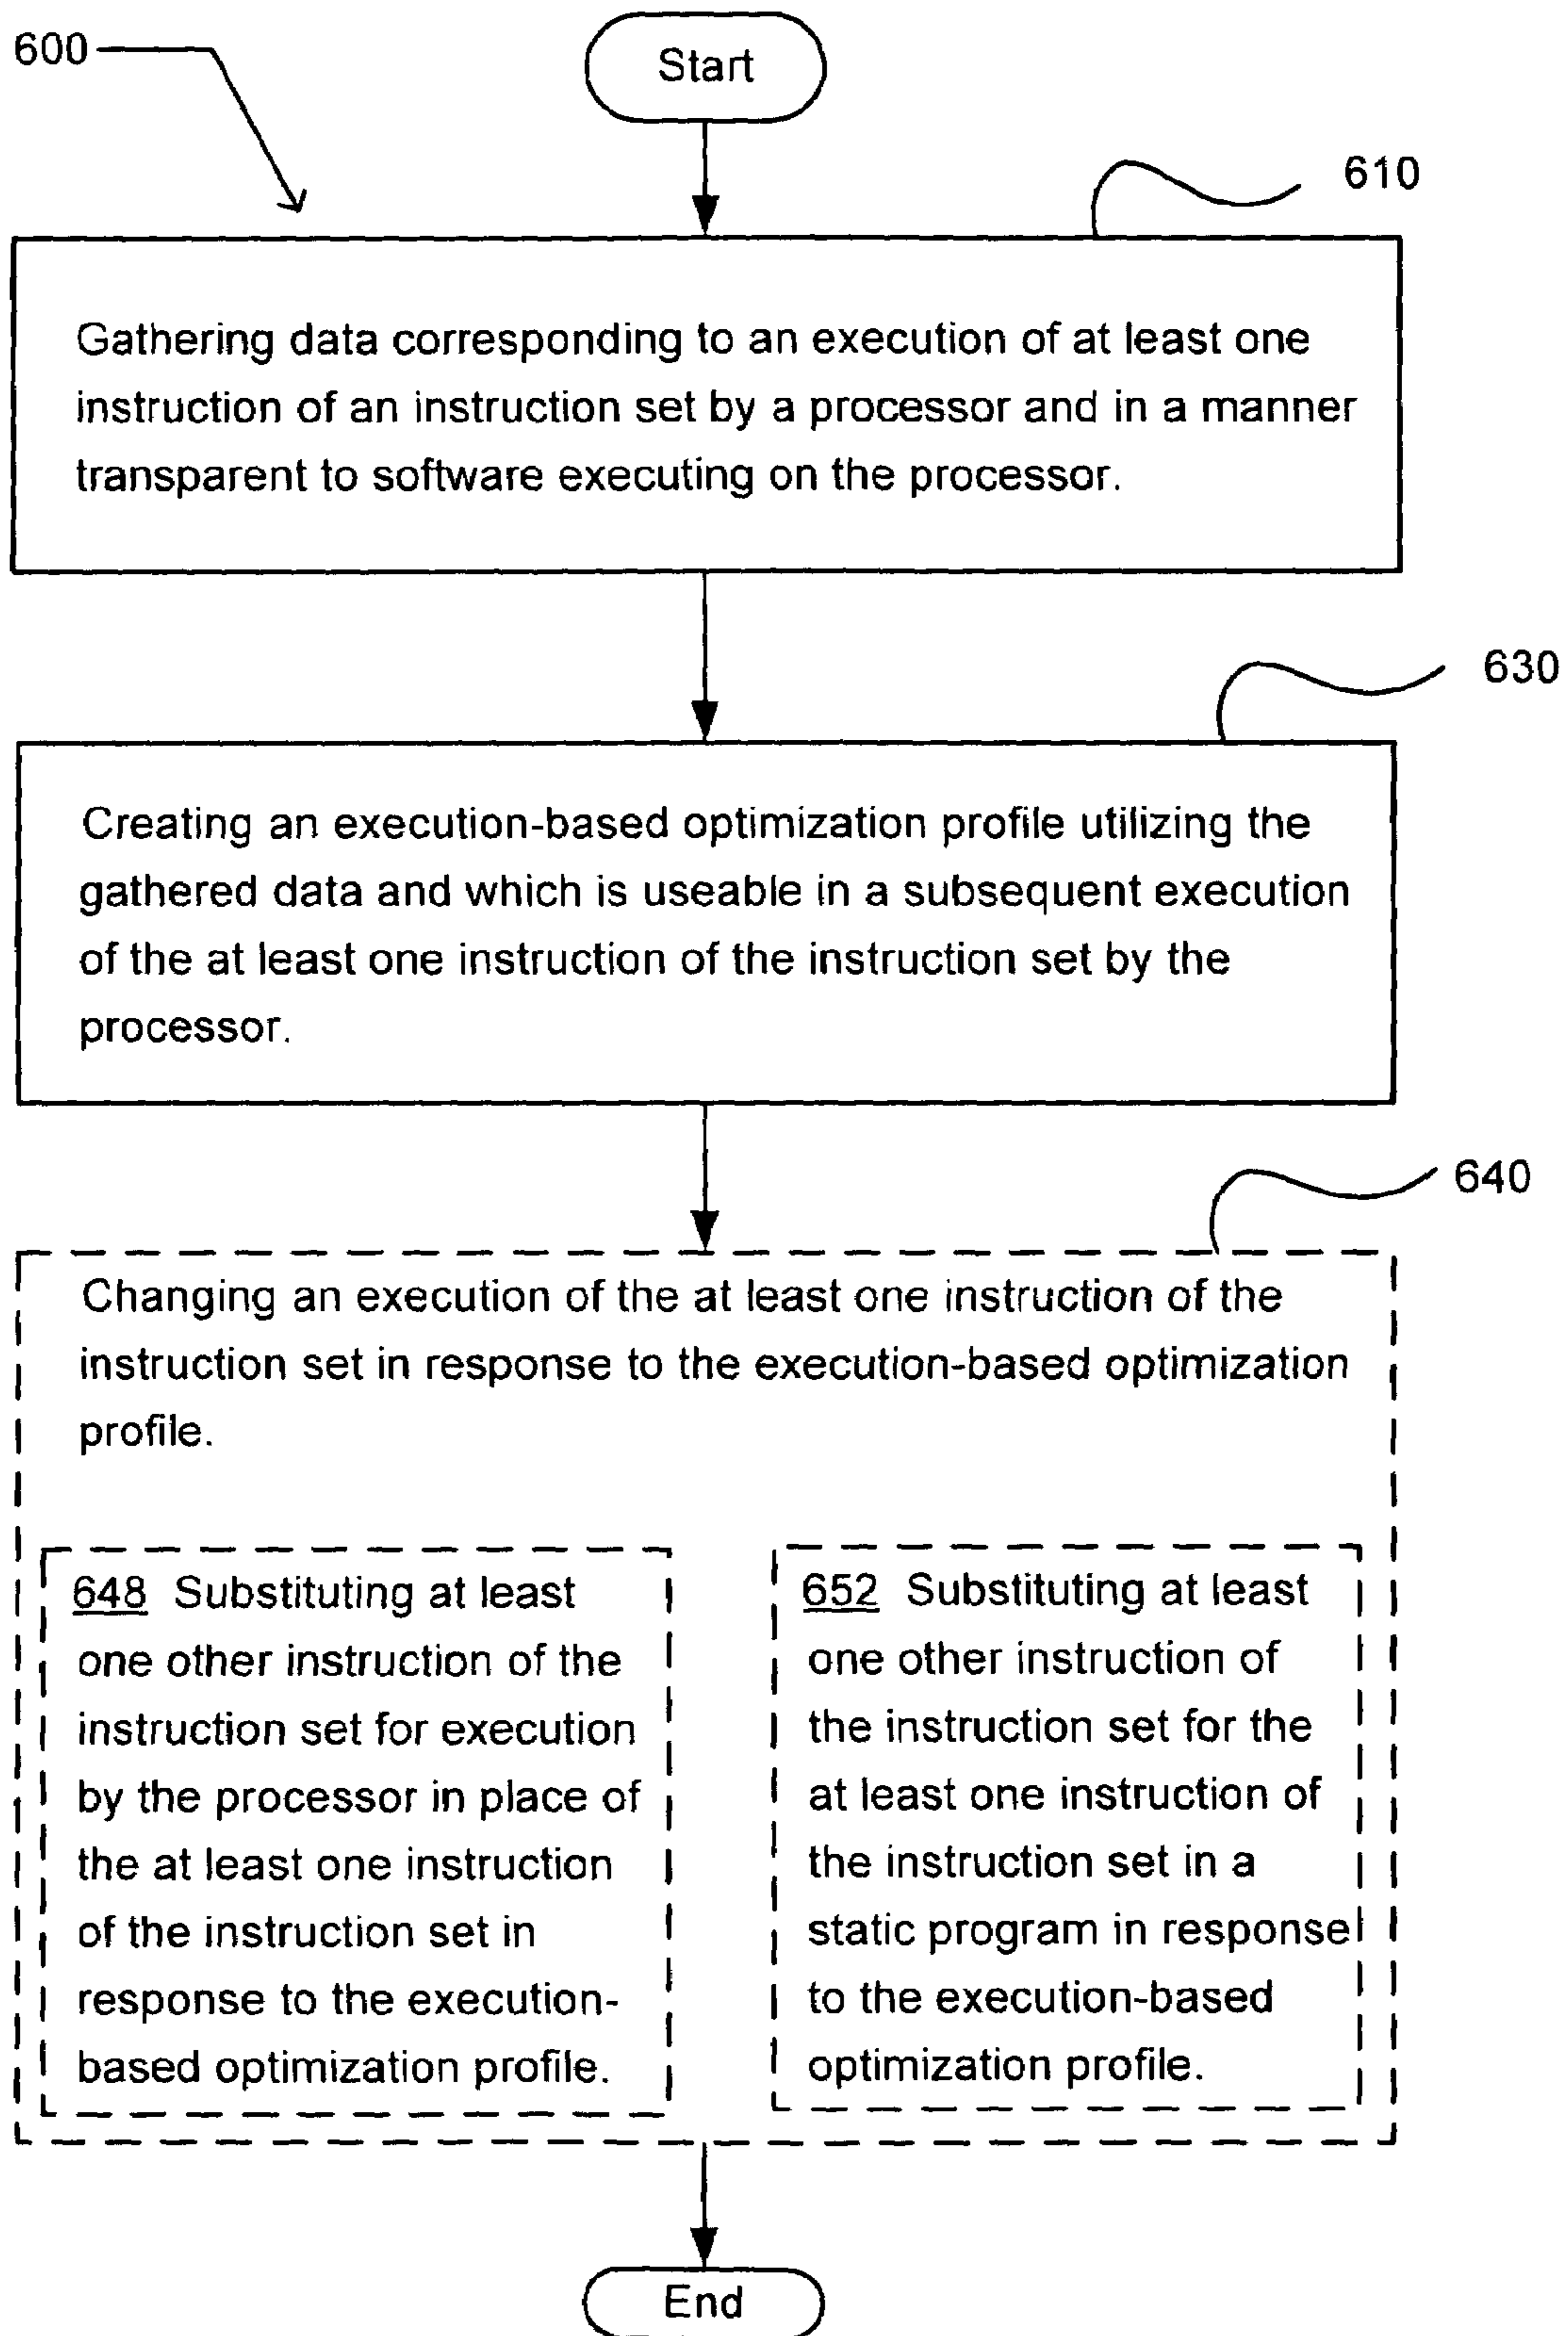 600
Start
610
Gathering data corresponding to an execution of at least one
instruction of an instruction set by a processor and in a manner
transparent to software executing on the processor.
630
Creating an execution-based optimization profile utilizing the
gathered data and which is useable in a subsequent execution
of the at least one instruction of the instruction set by the
processor.
640
Changing an execution of the at least one instruction of the
instruction set in response to the execution-based optimization
profile.
648 Substituting at least
one other instruction of the
instruction set for execution
by the processor in place of
the at least one instruction
of the instruction set in
response to the execution-
based optimization profile.
652 Substituting at least
one other instruction of
the instruction set for the
at least one instruction of
the instruction set in a
static program in response
to the execution-based
optimization profile.
End